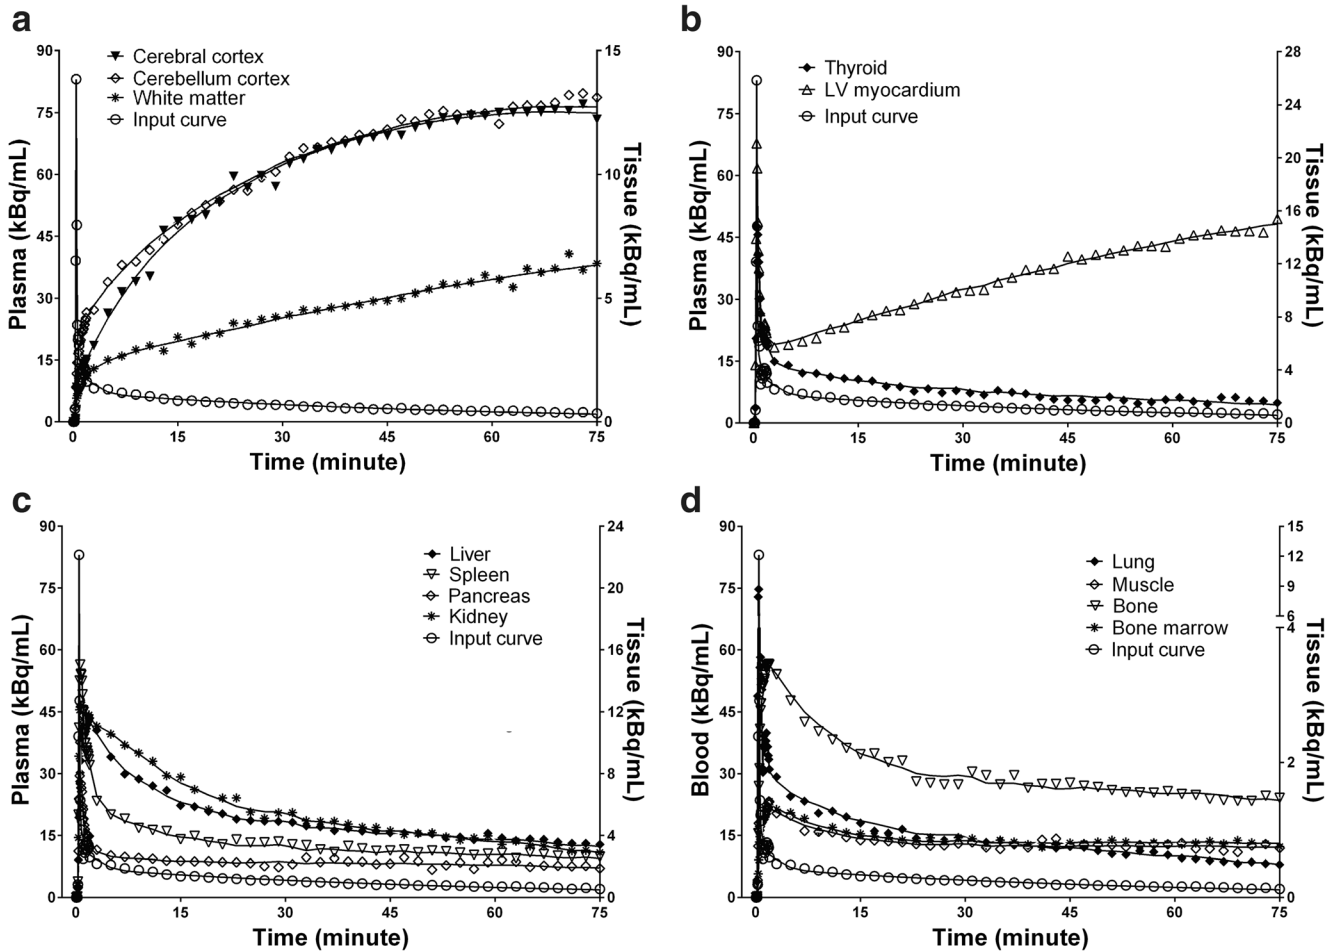 a
Cerebral cortex
Cerebellum cortex
White matter
Input curve
90
75
60
45
30
15
0
15
10
5
0
Plasma (kBq/mL)
Tissue (kBq/mL)
0 15 30 45 60 75
Time (minute)
b
Thyroid
LV myocardium
Input curve
90
75
60
45
30
15
0
28
24
20
16
12
8
4
0
Plasma (kBq/mL)
Tissue (kBq/mL)
0 15 30 45 60 75
Time (minute)
c
Liver
Spleen
Pancreas
Kidney
Input curve
90
75
60
45
30
15
0
24
20
16
12
8
4
0
Plasma (kBq/mL)
Tissue (kBq/mL)
0 15 30 45 60 75
Time (minute)
d
Lung
Muscle
Bone
Bone marrow
Input curve
90
75
60
45
30
15
0
15
12
9
6
4
2
0
Blood (kBq/mL)
Tissue (kBq/mL)
0 15 30 45 60 75
Time (minute)